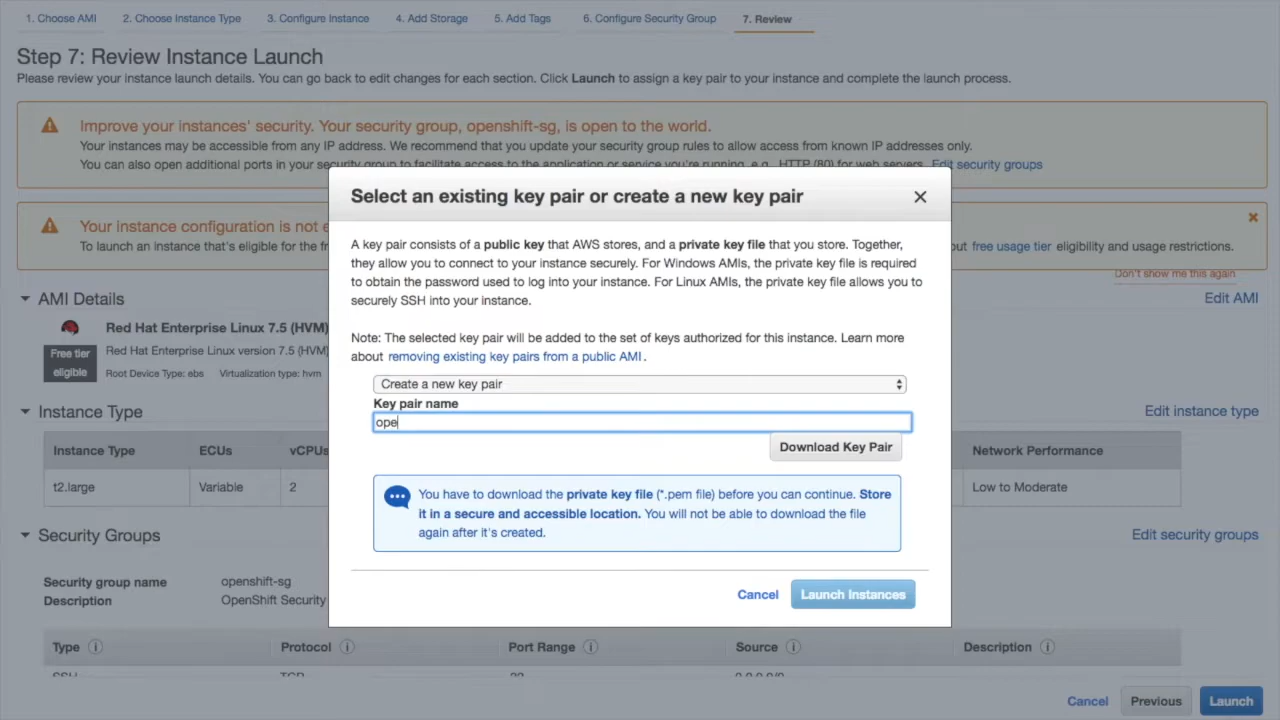 1. Choose AMI
2. Choose Instance Type
3. Configure Instance
4. Add Storage
5. Add Tags
6. Configure Security Group
7. Review
Step 7: Review Instance Launch
Please review your instance launch details. You can go back to edit changes for each section. Click Launch to assign a key pair to your instance and complete the launch process.
Improve your instances' security. Your security group, openshift-sg, is open to the world.
Your instances may be accessible from any IP address. We recommend that you update your security group rules to allow access from known IP addresses only.
You can also open additional ports in your security group to facilitate access to the application or service you're running, e.g., HTTP (80) for web servers. Edit security groups
Your instance configuration is not e
To launch an instance that's eligible for the fr
out free usage tier eligibility and usage restrictions.
Don't show me this again
AMI Details
Edit AMI
Red Hat Enterprise Linux 7.5 (HVM)
Free tier eligible
Red Hat Enterprise Linux version 7.5 (HVM)
Root Device Type: ebs Virtualization type: hvm
Instance Type
Edit instance type
Instance Type ECUs vCPUs Network Performance
t2.large Variable 2 Low to Moderate
Security Groups
Edit security groups
Security group name openshift-sg
Description OpenShift Security
Type Protocol Port Range Source Description
SSH TCP 22 0.0.0.0/0
Cancel Previous Launch
Select an existing key pair or create a new key pair
A key pair consists of a public key that AWS stores, and a private key file that you store. Together,
they allow you to connect to your instance securely. For Windows AMIs, the private key file is required
to obtain the password used to log into your instance. For Linux AMIs, the private key file allows you to
securely SSH into your instance.
Note: The selected key pair will be added to the set of keys authorized for this instance. Learn more
about removing existing key pairs from a public AMI.
Create a new key pair
Key pair name
ope
Download Key Pair
You have to download the private key file (*.pem file) before you can continue. Store
it in a secure and accessible location. You will not be able to download the file
again after it's created.
Cancel Launch Instances